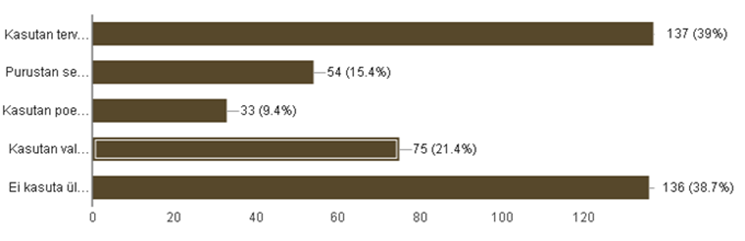 Kasutan terv... 137 (39%)
Purustan se... 54 (15.4%)
Kasutan poe... 33 (9.4%)
Kasutan val... 75 (21.4%)
Ei kasuta ül... 136 (38.7%)
0 20 40 60 80 100 120